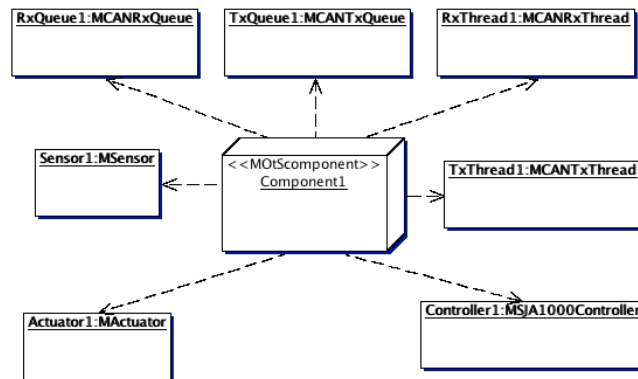 RxQueue1:MCANRxQueue
TxQueue1:MCANTxQueue
RxThread1:MCANRxThread
Sensor1:MSensor
<<MOtScomponent>>
Component1
TxThread1:MCANTxThread
Actuator1:MActuator
Controller1:MSJA1000Controller